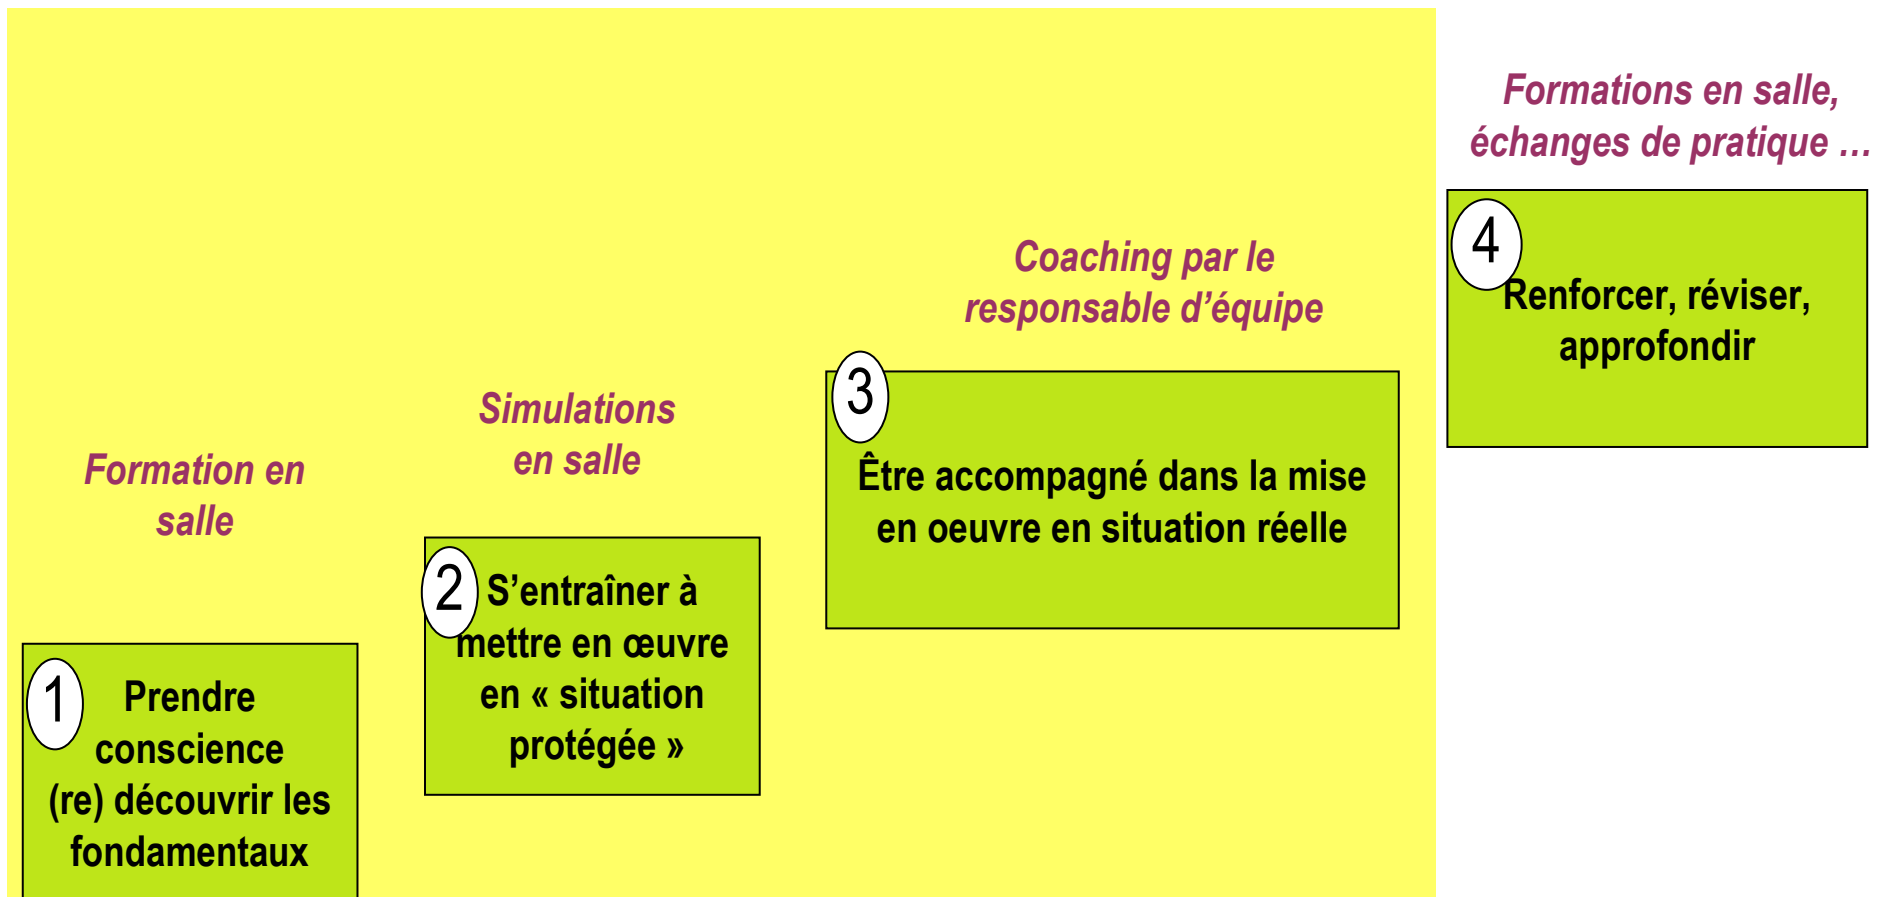 Formation en
salle
1
Prendre
conscience
(re) découvrir les
fondamentaux
Simulations
en salle
2
S’entraîner à
mettre en œuvre
en « situation
protégée »
Coaching par le
responsable d’équipe
3
Être accompagné dans la mise
en oeuvre en situation réelle
Formations en salle,
échanges de pratique …
4
Renforcer, réviser,
approfondir